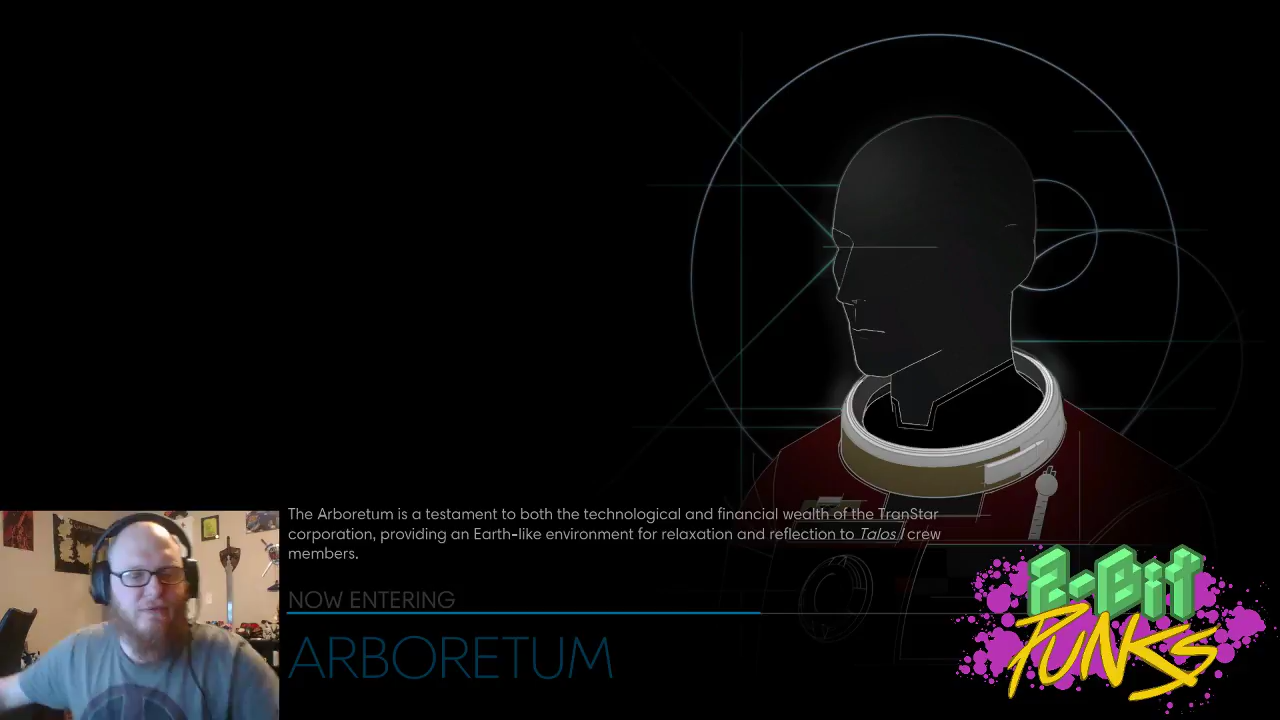 The Arboretum is a testament to both the technological and financial wealth of the TranStar
corporation, providing an Earth-like environment for relaxation and reflection to Talos I crew
members.
NOW ENTERING
ARBORETUM
2-Bit
PUNKS